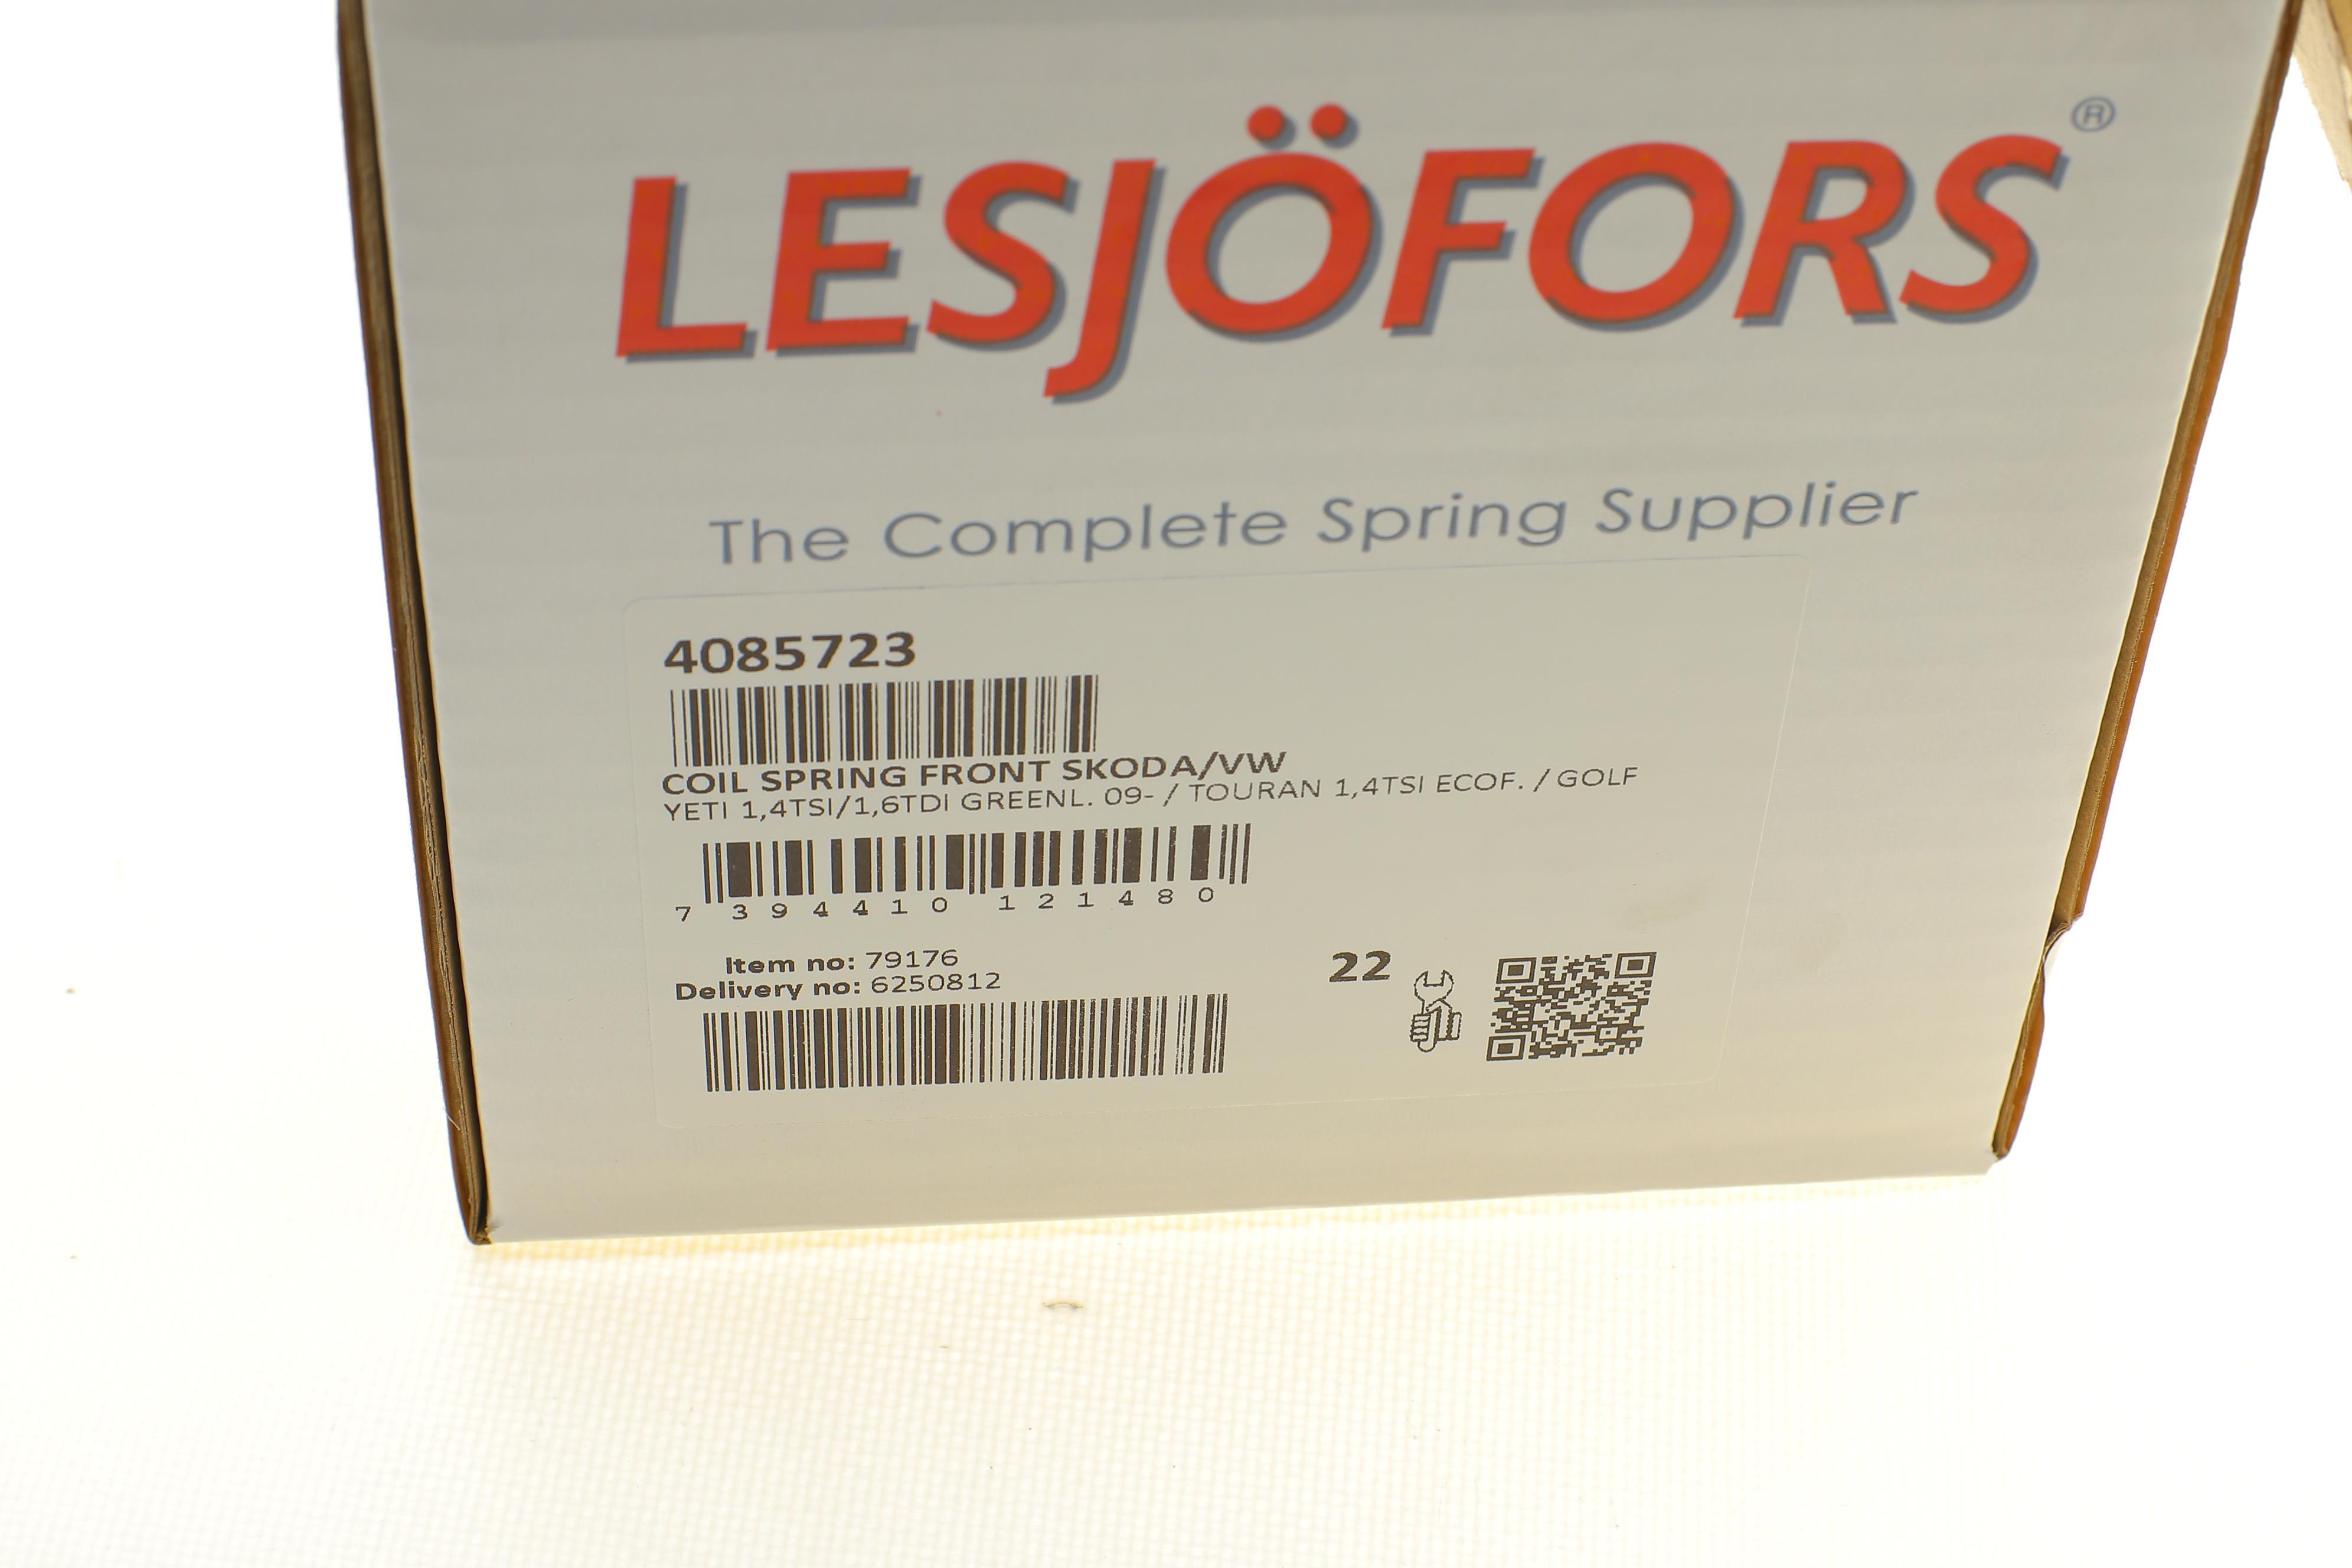 LESJÖFORS®
The Complete Spring Supplier
4085723
COIL SPRING FRONT SKODA/VW
YETI 1,4TSI/1,6TDI GREENL. 09- / TOURAN 1,4TSI ECOF. / GOLF
7 394410 121480
Item no: 79176
Delivery no: 6250812
22